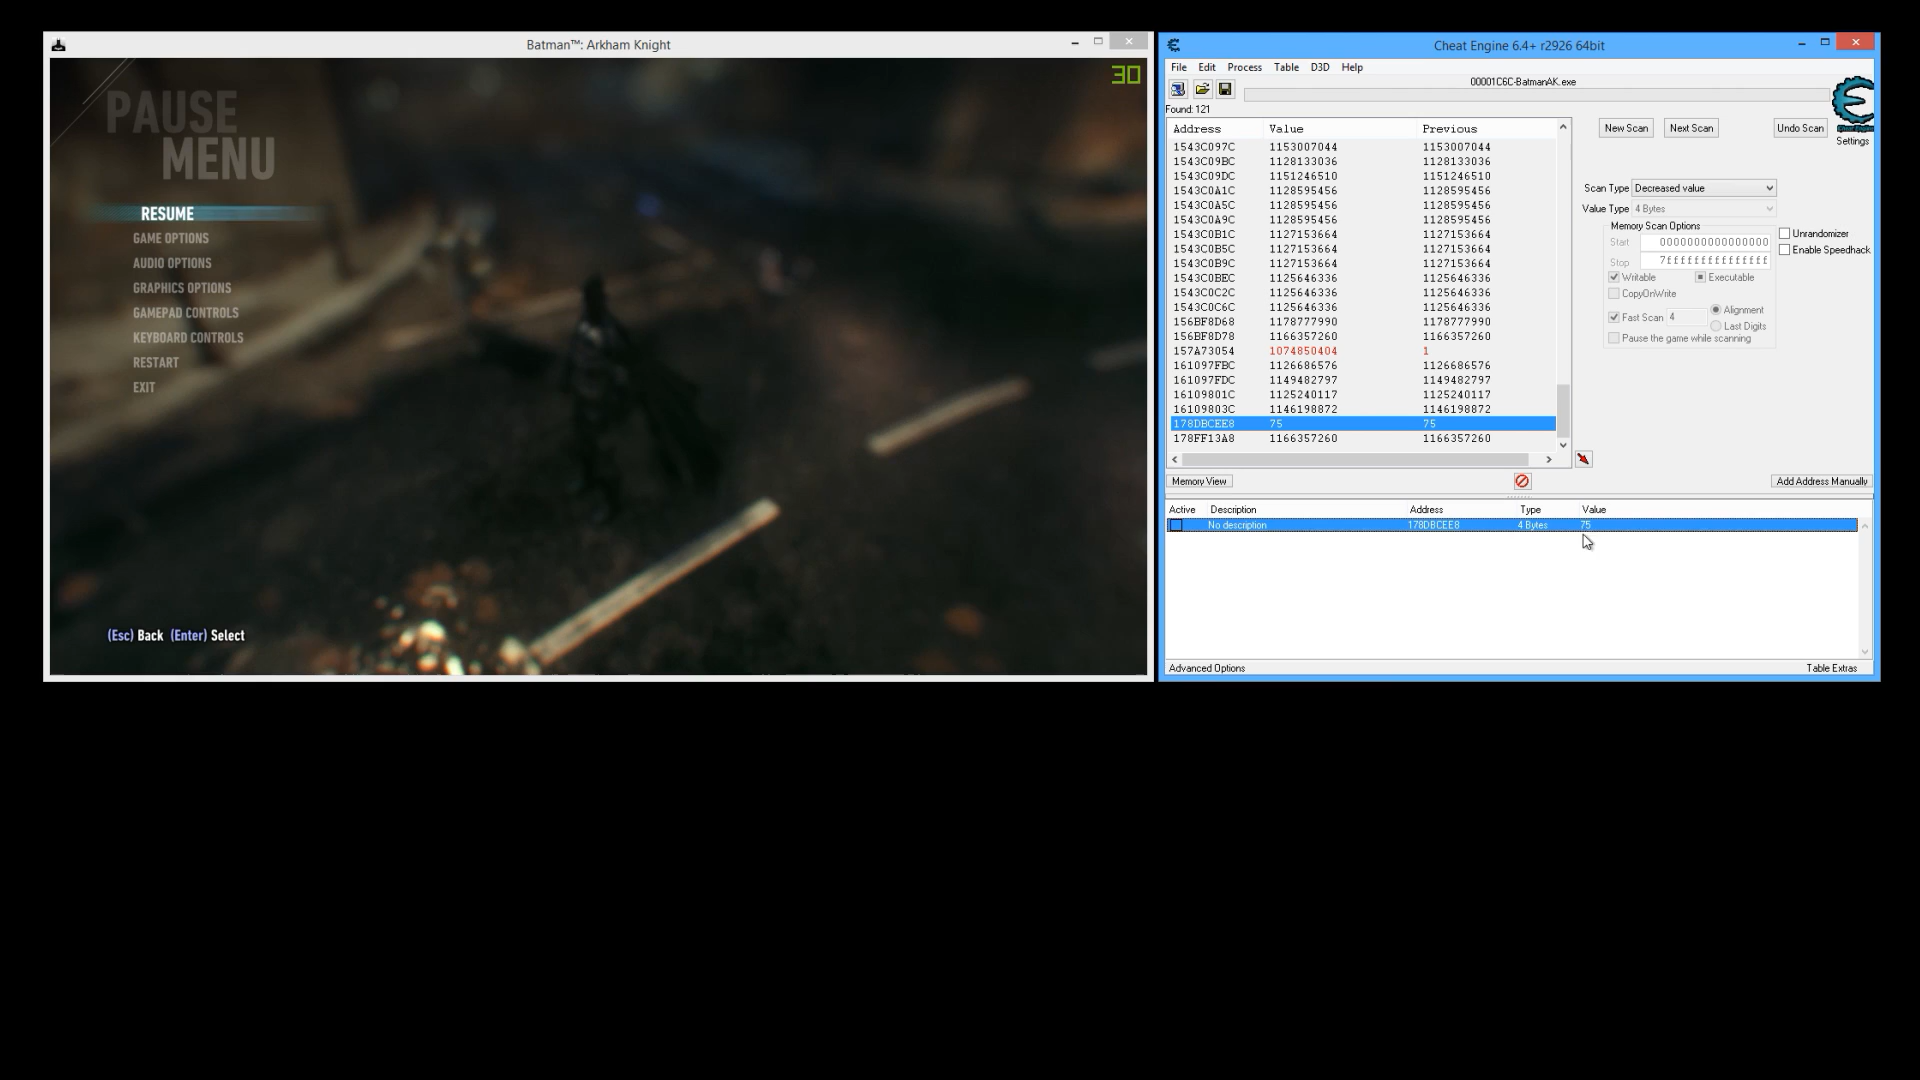 Batman™: Arkham Knight
30
PAUSE
MENU
RESUME
GAME OPTIONS
AUDIO OPTIONS
GRAPHICS OPTIONS
GAMEPAD CONTROLS
KEYBOARD CONTROLS
RESTART
EXIT
(Esc) Back (Enter) Select
Cheat Engine 6.4+ r2926 64bit
File Edit Process Table D3D Help
00001C6C-BatmanAK.exe
Found: 121
Address Value Previous
1543C097C 1153007044 1153007044
1543C09BC 1128133036 1128133036
1543C09DC 1151246510 1151246510
1543C0A1C 1128595456 1128595456
1543C0A5C 1128595456 1128595456
1543C0A9C 1128595456 1128595456
1543C0B1C 1127153664 1127153664
1543C0B5C 1127153664 1127153664
1543C0B9C 1127153664 1127153664
1543C0BEC 1125646336 1125646336
1543C0C2C 1125646336 1125646336
1543C0C6C 1125646336 1125646336
156BF8D68 1178777990 1178777990
156BF8D78 1166357260 1166357260
157A73054 1074850404 1
161097FBC 1126686576 1126686576
161097FDC 1149482797 1149482797
16109801C 1125240117 1125240117
16109803C 1146198872 1146198872
178DBCEE8 75 75
178FF13A8 1166357260 1166357260
New Scan Next Scan Undo Scan
Settings
Scan Type Decreased value
Value Type 4 Bytes
Memory Scan Options
Start 0000000000000000
Stop 7fffffffffffffff
Writable Executable
CopyOnWrite
Fast Scan 4 Alignment
Last Digits
Pause the game while scanning
Unrandomizer
Enable Speedhack
Memory View Add Address Manually
Active Description Address Type Value
No description 178DBCEE8 4 Bytes 75
Advanced Options Table Extras